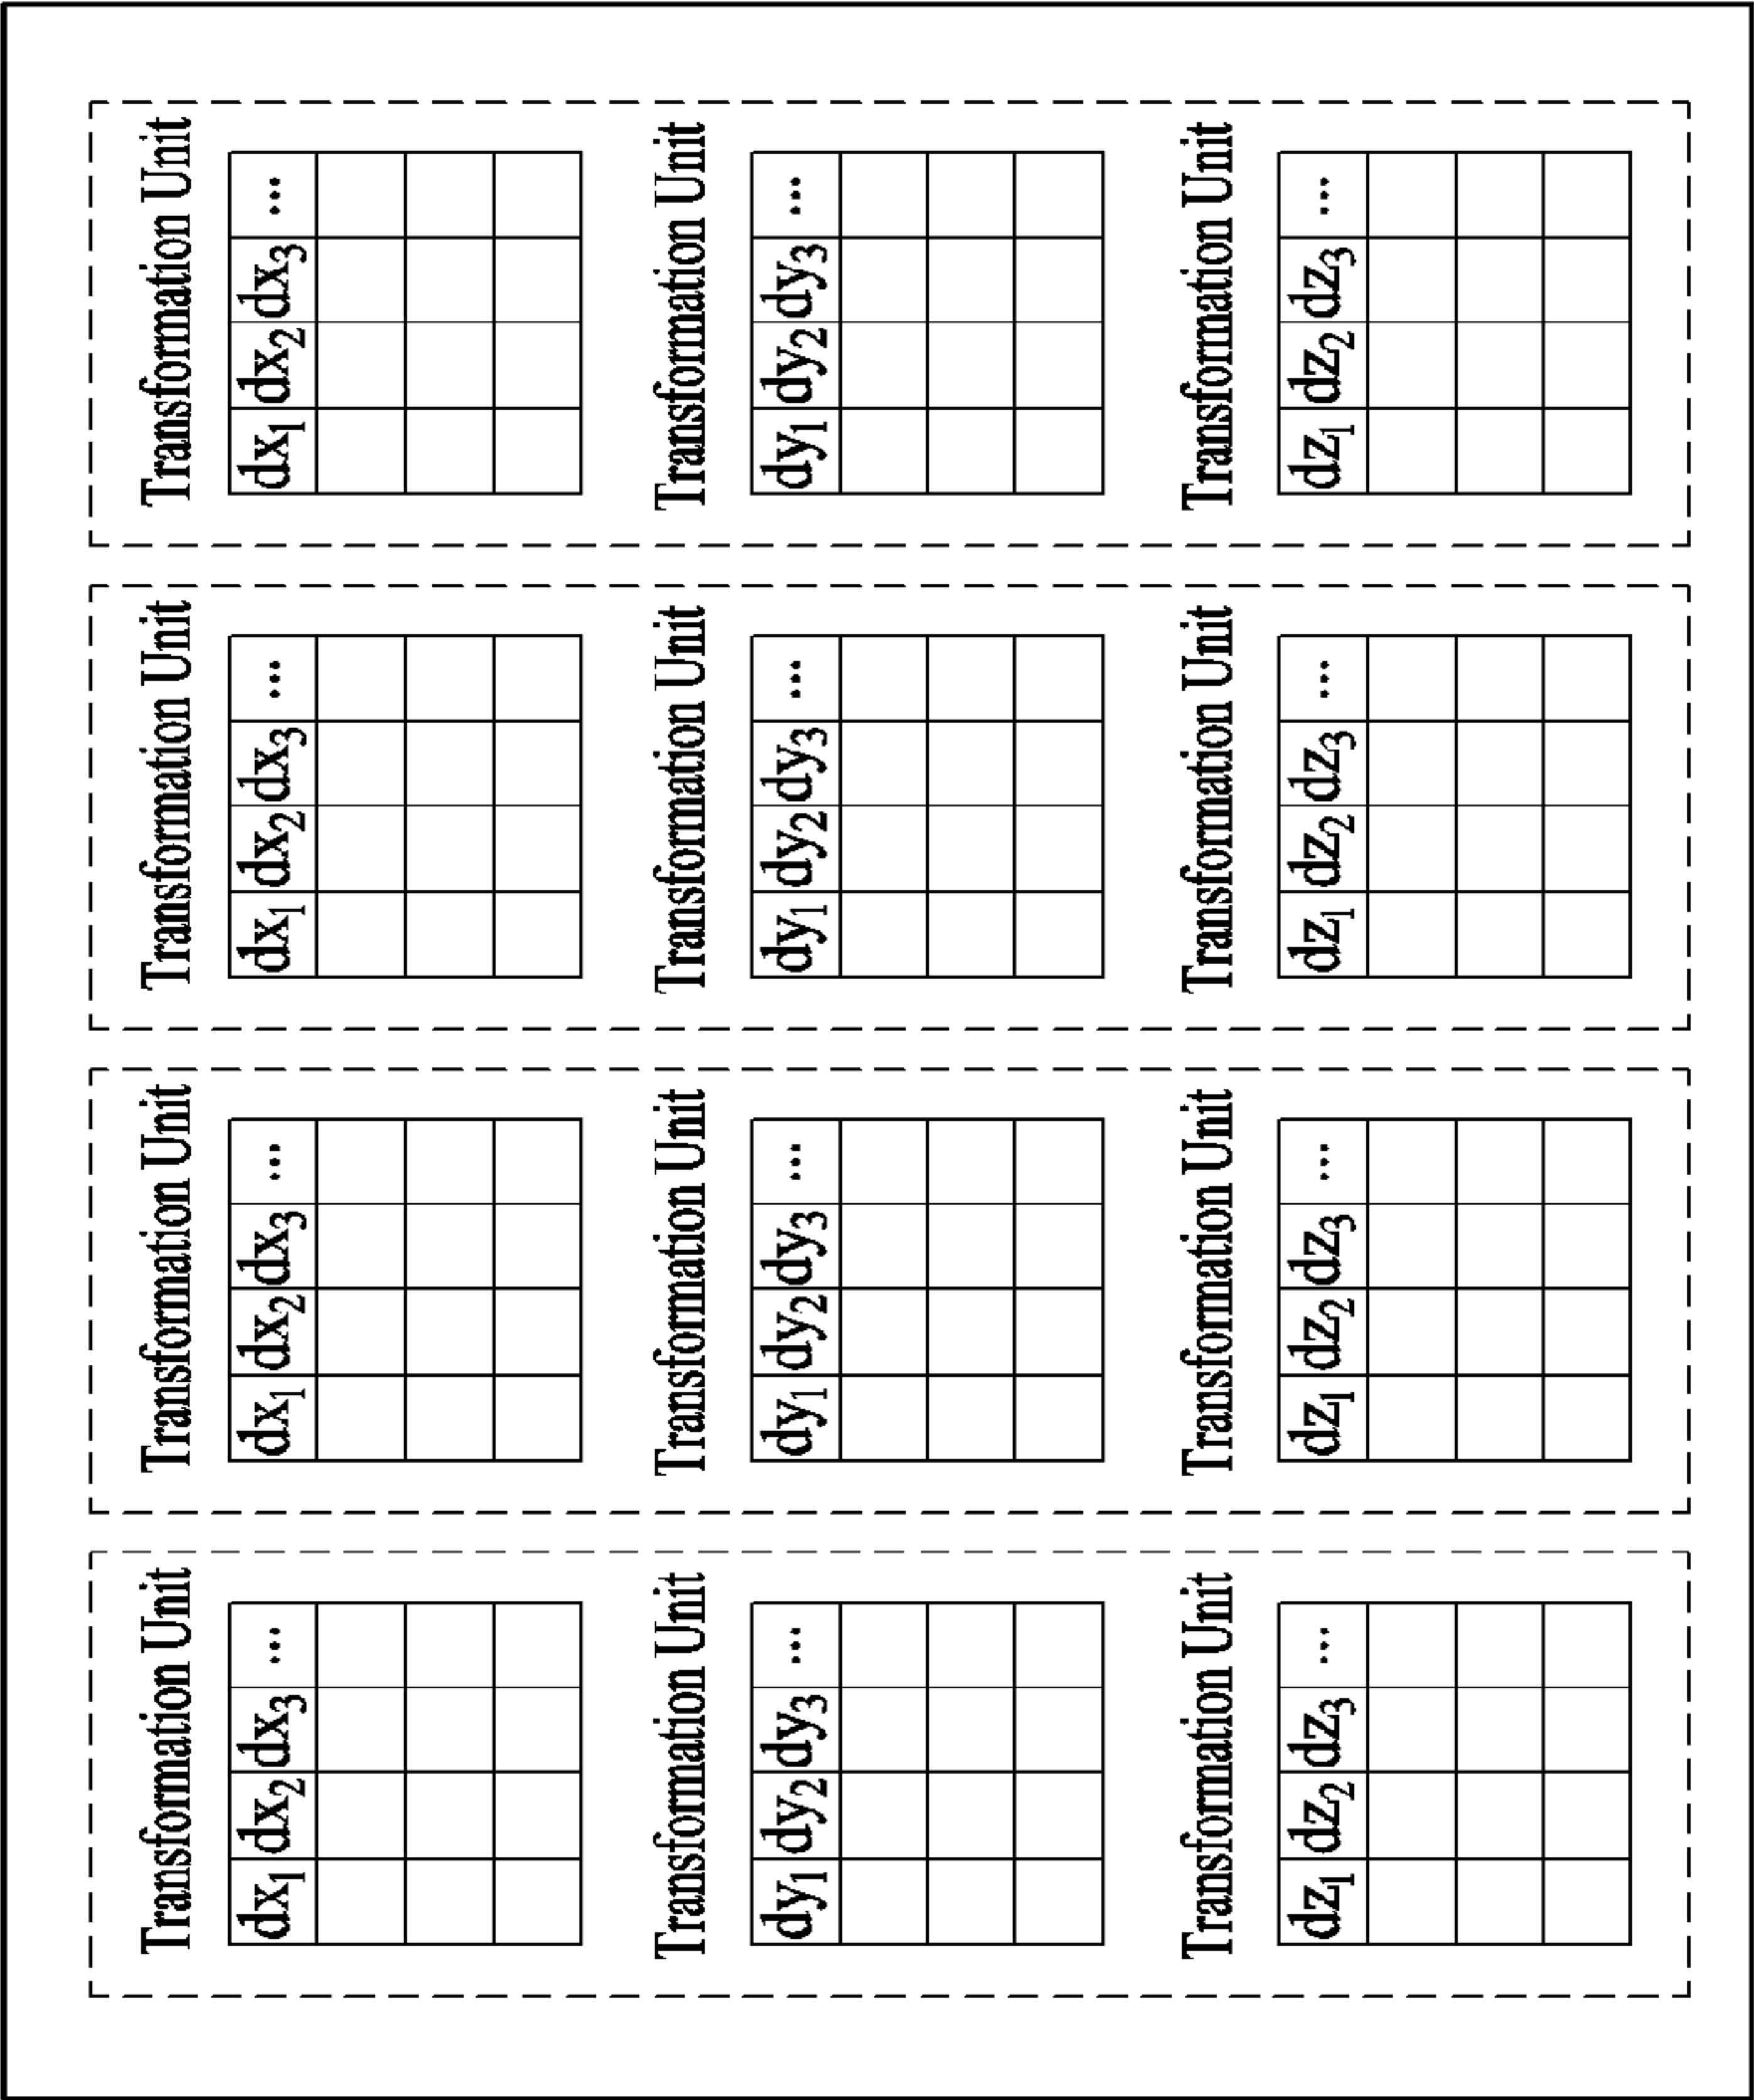 Transformation Unit
dx₁ dx₂ dx₃ ...
Transformation Unit
dy₁ dy₂ dy₃ ...
Transformation Unit
dz₁ dz₂ dz₃ ...
Transformation Unit
dx₁ dx₂ dx₃ ...
Transformation Unit
dy₁ dy₂ dy₃ ...
Transformation Unit
dz₁ dz₂ dz₃ ...
Transformation Unit
dx₁ dx₂ dx₃ ...
Transformation Unit
dy₁ dy₂ dy₃ ...
Transformation Unit
dz₁ dz₂ dz₃ ...
Transformation Unit
dx₁ dx₂ dx₃ ...
Transformation Unit
dy₁ dy₂ dy₃ ...
Transformation Unit
dz₁ dz₂ dz₃ ...